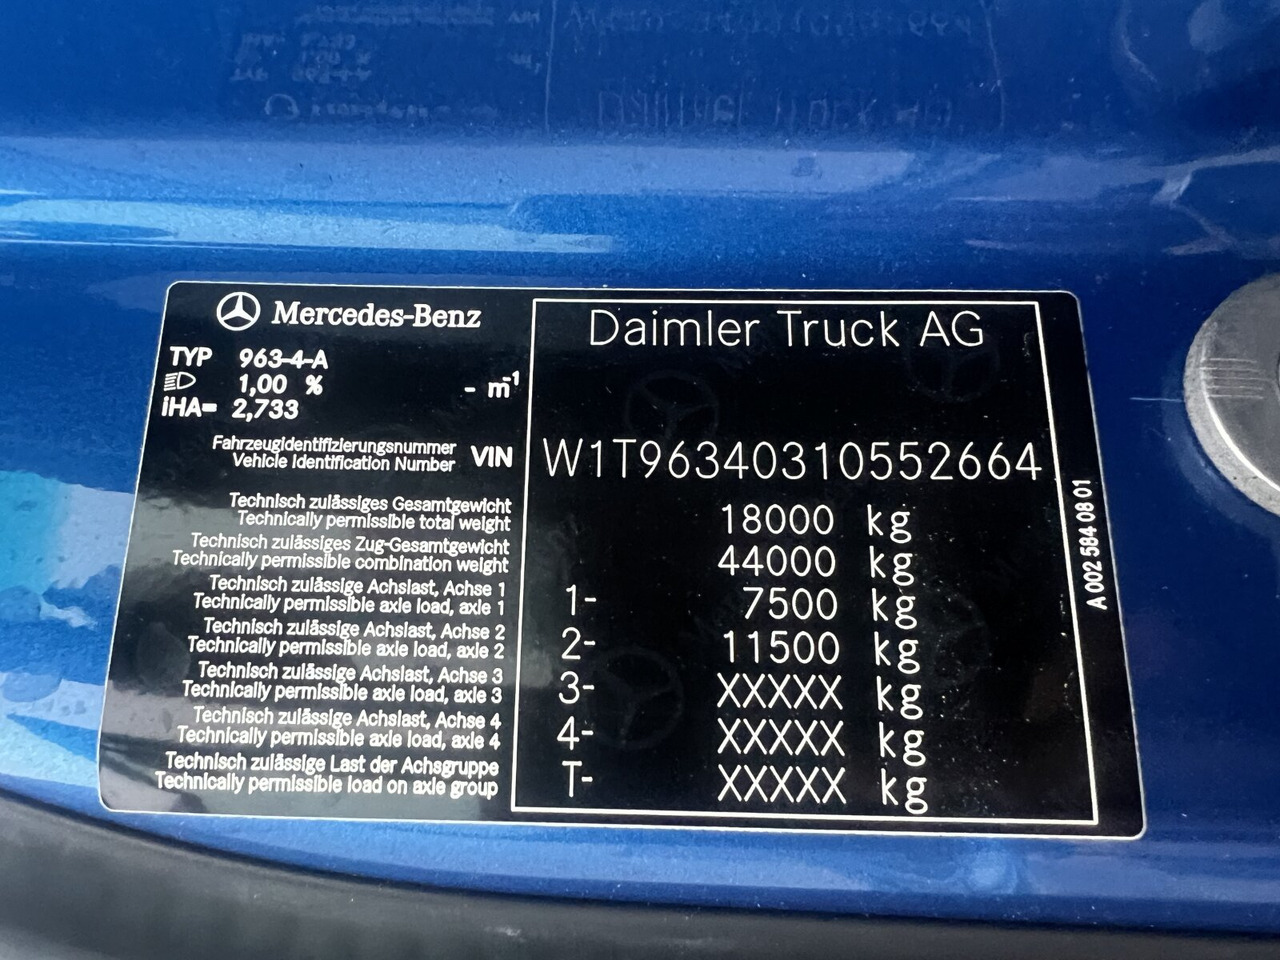 Mercedes-Benz
Daimler Truck AG
TYP 963-4-A
1,00 % - m⁻¹
iHA= 2,733
Fahrzeugidentifizierungsnummer
Vehicle Identification Number VIN W1T96340310552664
Technisch zulässiges Gesamtgewicht
Technically permissible total weight 18000 kg
Technisch zulässiges Zug-Gesamtgewicht
Technically permissible combination weight 44000 kg
Technisch zulässige Achslast, Achse 1
Technically permissible axle load, axle 1 1- 7500 kg
Technisch zulässige Achslast, Achse 2
Technically permissible axle load, axle 2 2- 11500 kg
Technisch zulässige Achslast, Achse 3
Technically permissible axle load, axle 3 3- XXXXX kg
Technisch zulässige Achslast, Achse 4
Technically permissible axle load, axle 4 4- XXXXX kg
Technisch zulässige Last der Achsgruppe
Technically permissible load on axle group T- XXXXX kg
A 002 584 08 01